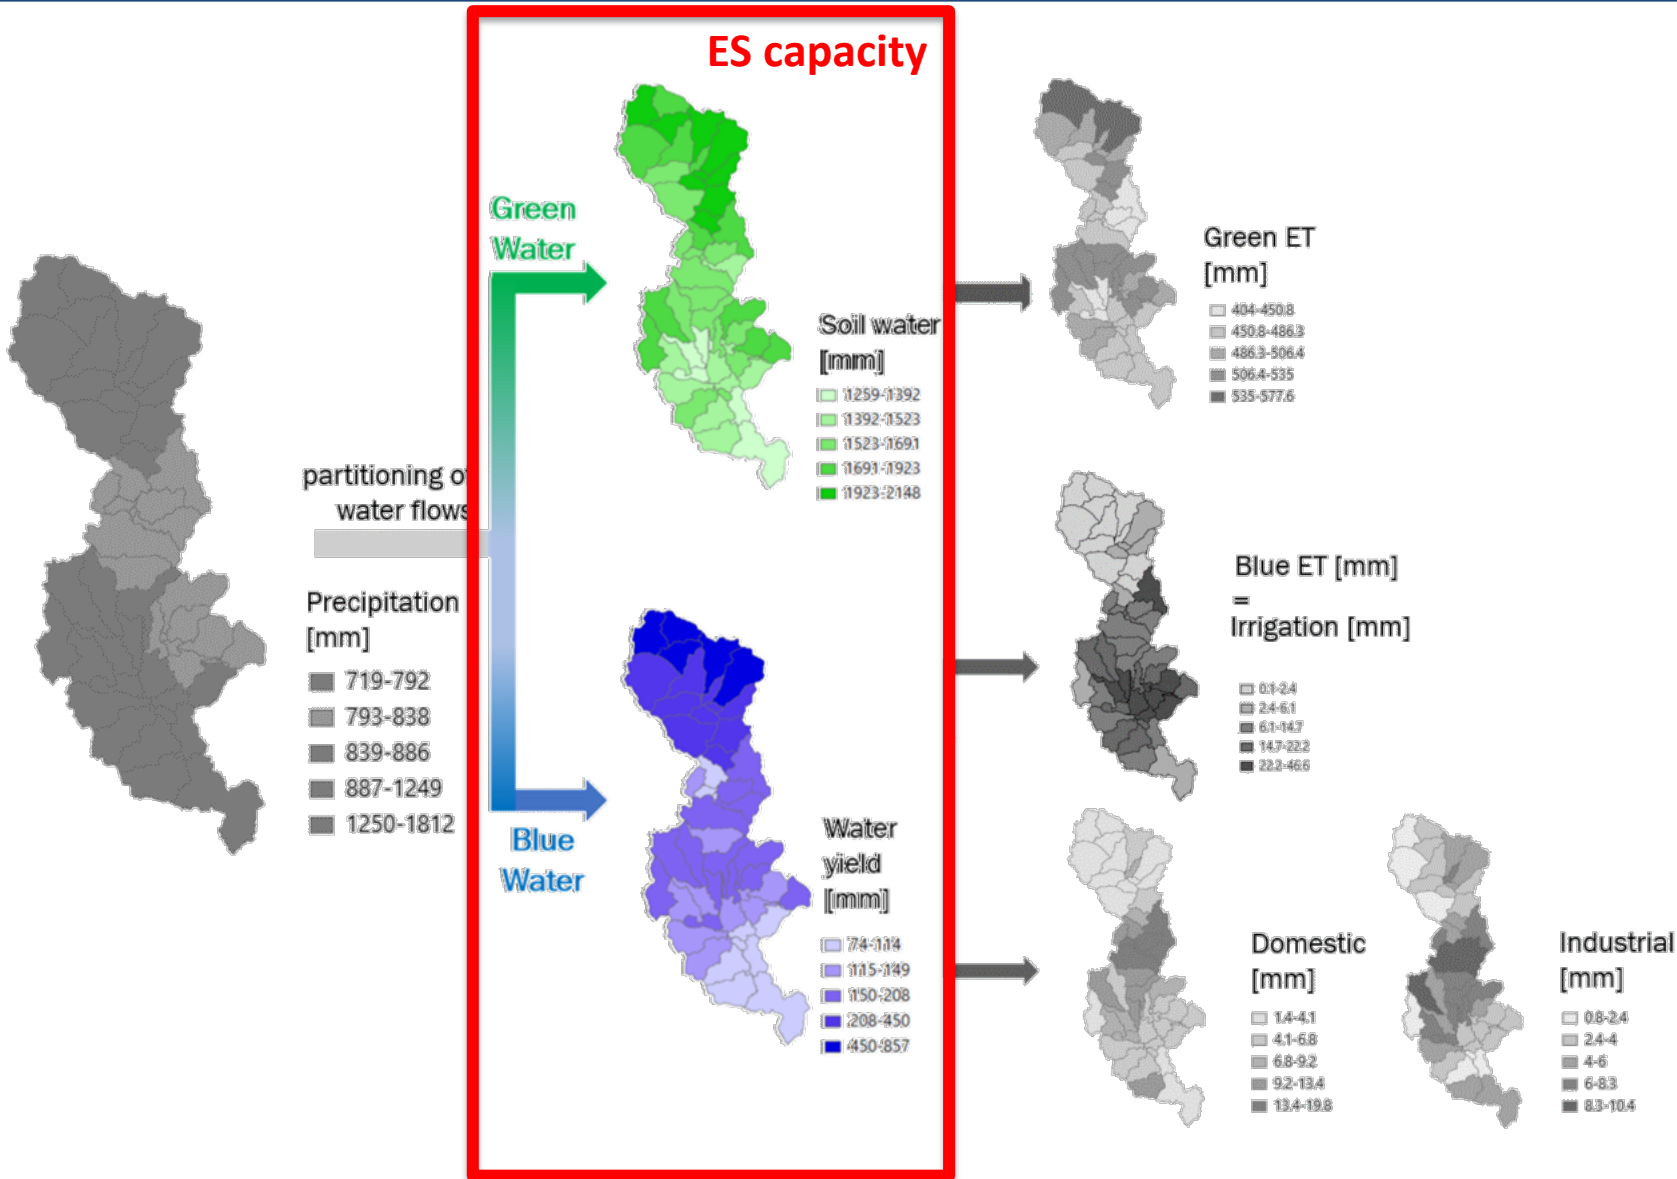 ES capacity
Green
Water
partitioning of
water flows
Precipitation
[mm]
719-792
793-838
839-886
887-1249
1250-1812
Blue
Water
Soil water
[mm]
1259-1392
1392-1523
1523-1691
1691-1923
1923-2148
Water
yield
[mm]
74-114
115-149
150-208
208-450
450-857
Green ET
[mm]
404-450.8
450.8-486.3
486.3-506.4
506.4-535
535-577.6
Blue ET [mm]
=
Irrigation [mm]
0.1-2.4
2.4-6.1
6.1-14.7
14.7-22.2
22.2-46.6
Domestic
[mm]
1.4-4.1
4.1-6.8
6.8-9.2
9.2-13.4
13.4-19.8
Industrial
[mm]
0.8-2.4
2.4-4
4-6
6-8.3
8.3-10.4